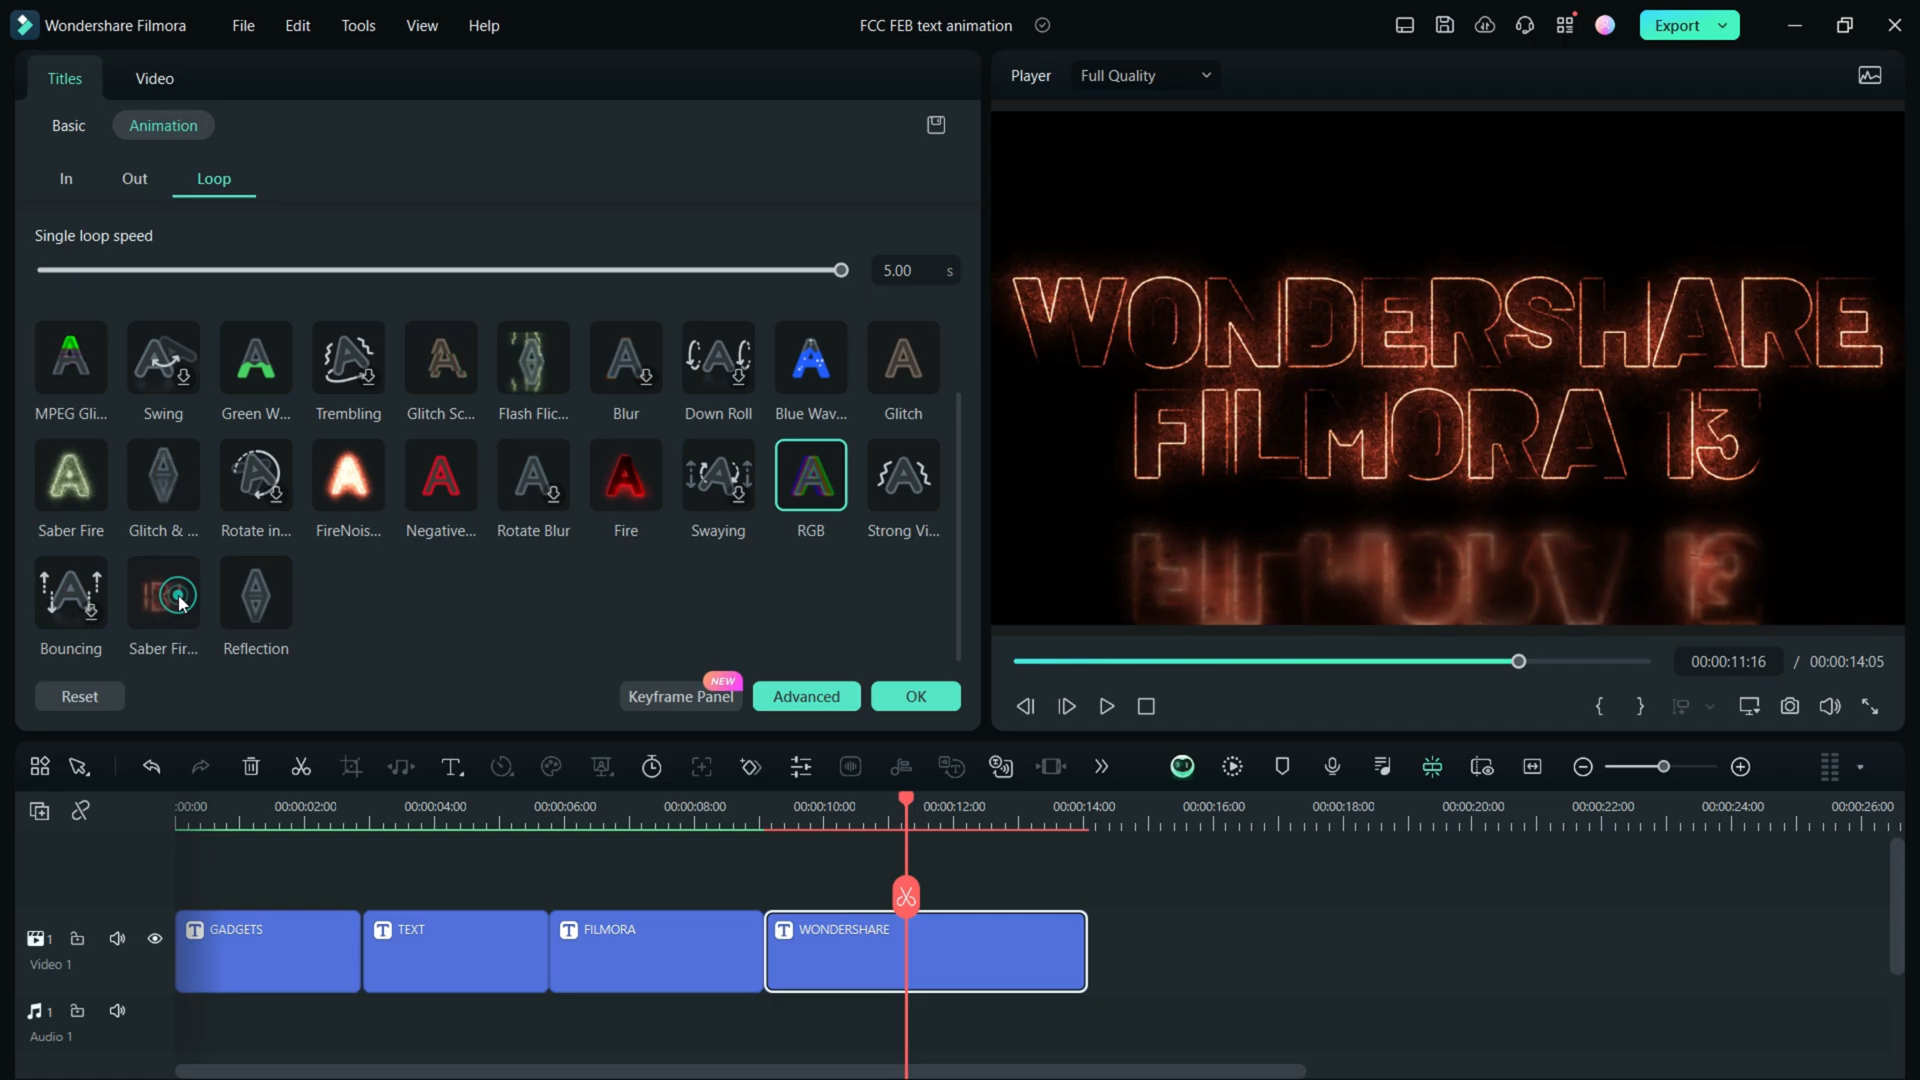 Wondershare Filmora
File
Edit
Tools
View
Help
FCC FEB text animation
Export
Titles
Video
Player
Full Quality
Basic
Animation
In
Out
Loop
Single loop speed
5.00
s
WONDERSHARE
FILMORA 13
MPEG Gli...
Swing
Green W...
Trembling
Glitch Sc...
Flash Flic...
Blur
Down Roll
Blue Wav...
Glitch
Saber Fire
Glitch & ...
Rotate in...
FireNois...
Negative...
Rotate Blur
Fire
Swaying
RGB
Strong Vi...
Bouncing
Saber Fir...
Reflection
00:00:11:16 / 00:00:14:05
Reset
NEW
Keyframe Panel
Advanced
OK
:00:00
00:00:02:00
00:00:04:00
00:00:06:00
00:00:08:00
00:00:10:00
00:00:12:00
00:00:14:00
00:00:16:00
00:00:18:00
00:00:20:00
00:00:22:00
00:00:24:00
00:00:26:00
T GADGETS
T TEXT
T FILMORA
T WONDERSHARE
1
Video 1
1
Audio 1